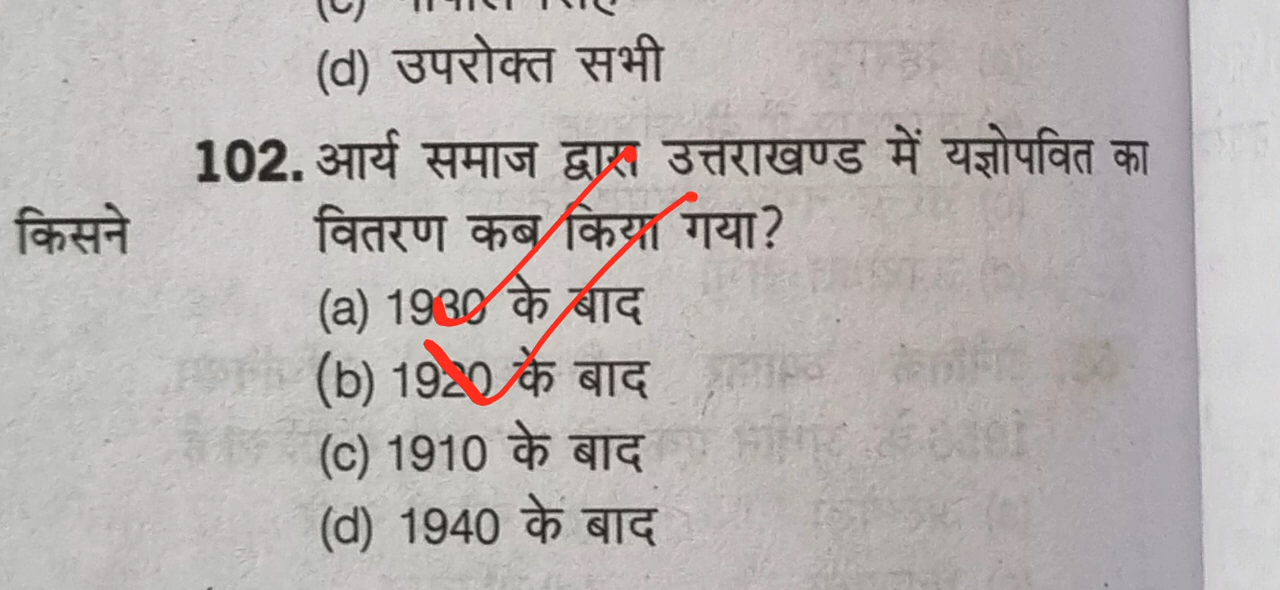 (d) उपरोक्त सभी
102. आर्य समाज द्वारा उत्तराखण्ड में यज्ञोपवित का
किसने वितरण कब किया गया?
(a) 1930 के बाद
(b) 1920 के बाद
(c) 1910 के बाद
(d) 1940 के बाद